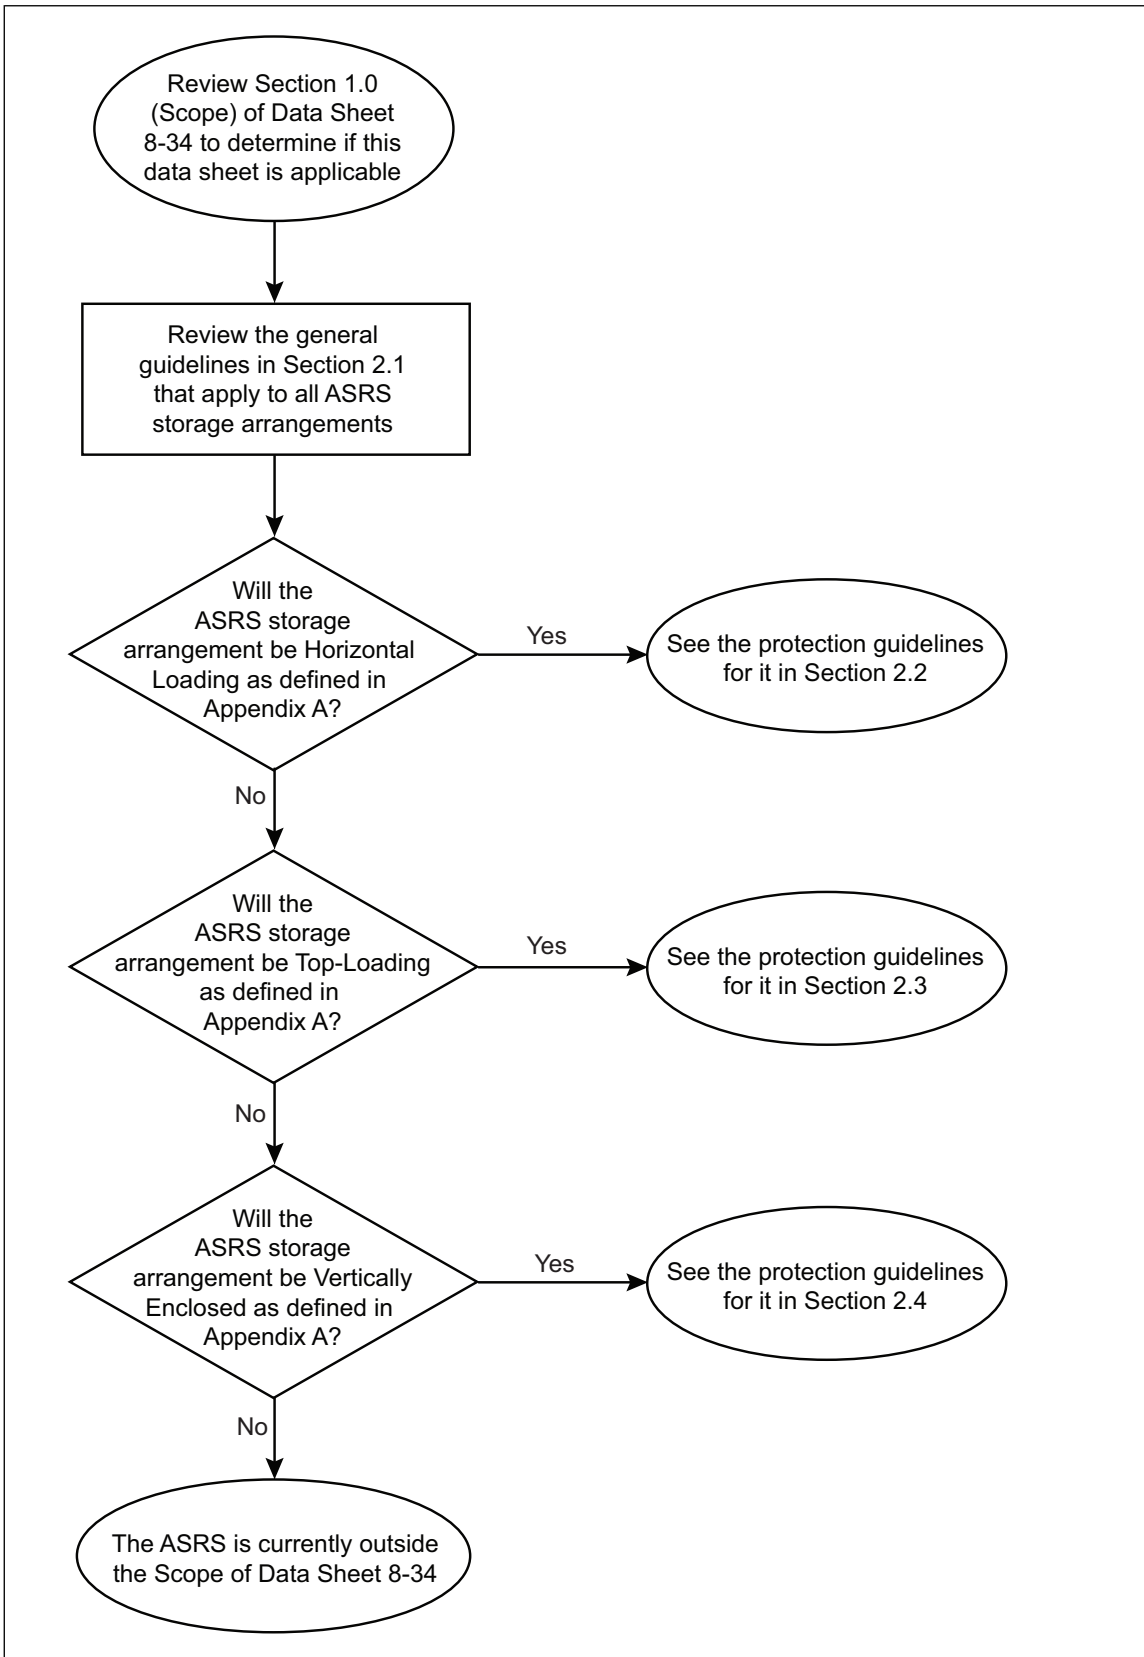 Review Section 1.0
(Scope) of Data Sheet
8-34 to determine if this
data sheet is applicable
Review the general
guidelines in Section 2.1
that apply to all ASRS
storage arrangements
Will the
ASRS storage
arrangement be Horizontal
Loading as defined in
Appendix A?
Yes
See the protection guidelines
for it in Section 2.2
No
Will the
ASRS storage
arrangement be Top-Loading
as defined in
Appendix A?
Yes
See the protection guidelines
for it in Section 2.3
No
Will the
ASRS storage
arrangement be Vertically
Enclosed as defined in
Appendix A?
Yes
See the protection guidelines
for it in Section 2.4
No
The ASRS is currently outside
the Scope of Data Sheet 8-34